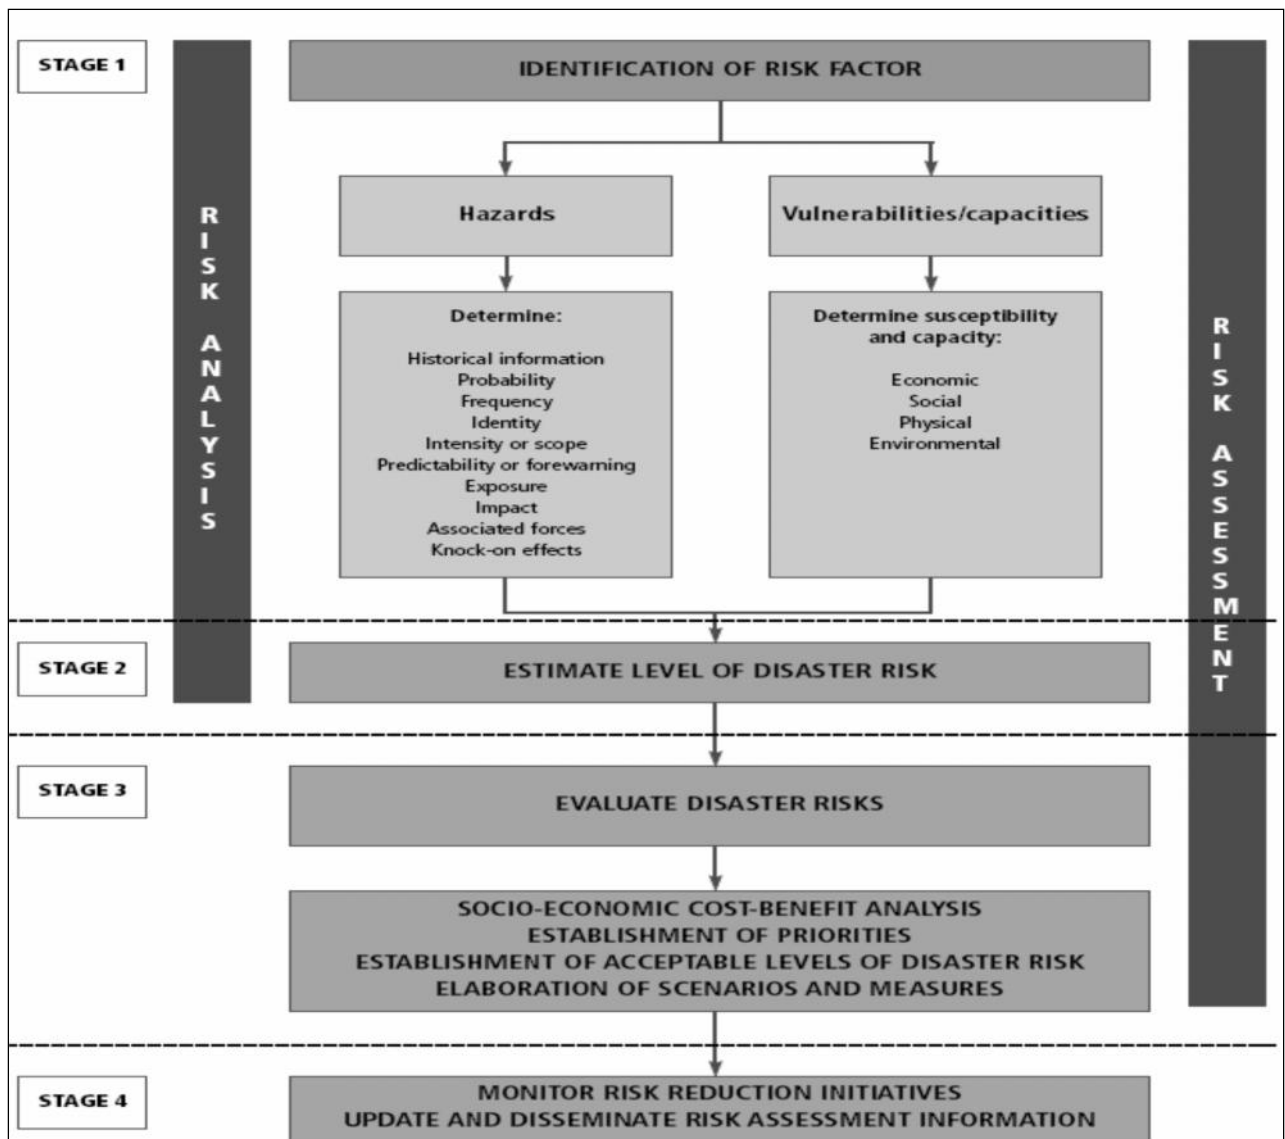 STAGE 1
IDENTIFICATION OF RISK FACTOR
RISK ANALYSIS
RISK ASSESSMENT
Hazards
Vulnerabilities/capacities
Determine:
Historical information
Probability
Frequency
Identity
Intensity or scope
Predictability or forewarning
Exposure
Impact
Associated forces
Knock-on effects
Determine susceptibility
and capacity:
Economic
Social
Physical
Environmental
STAGE 2
ESTIMATE LEVEL OF DISASTER RISK
STAGE 3
EVALUATE DISASTER RISKS
SOCIO-ECONOMIC COST-BENEFIT ANALYSIS
ESTABLISHMENT OF PRIORITIES
ESTABLISHMENT OF ACCEPTABLE LEVELS OF DISASTER RISK
ELABORATION OF SCENARIOS AND MEASURES
STAGE 4
MONITOR RISK REDUCTION INITIATIVES
UPDATE AND DISSEMINATE RISK ASSESSMENT INFORMATION